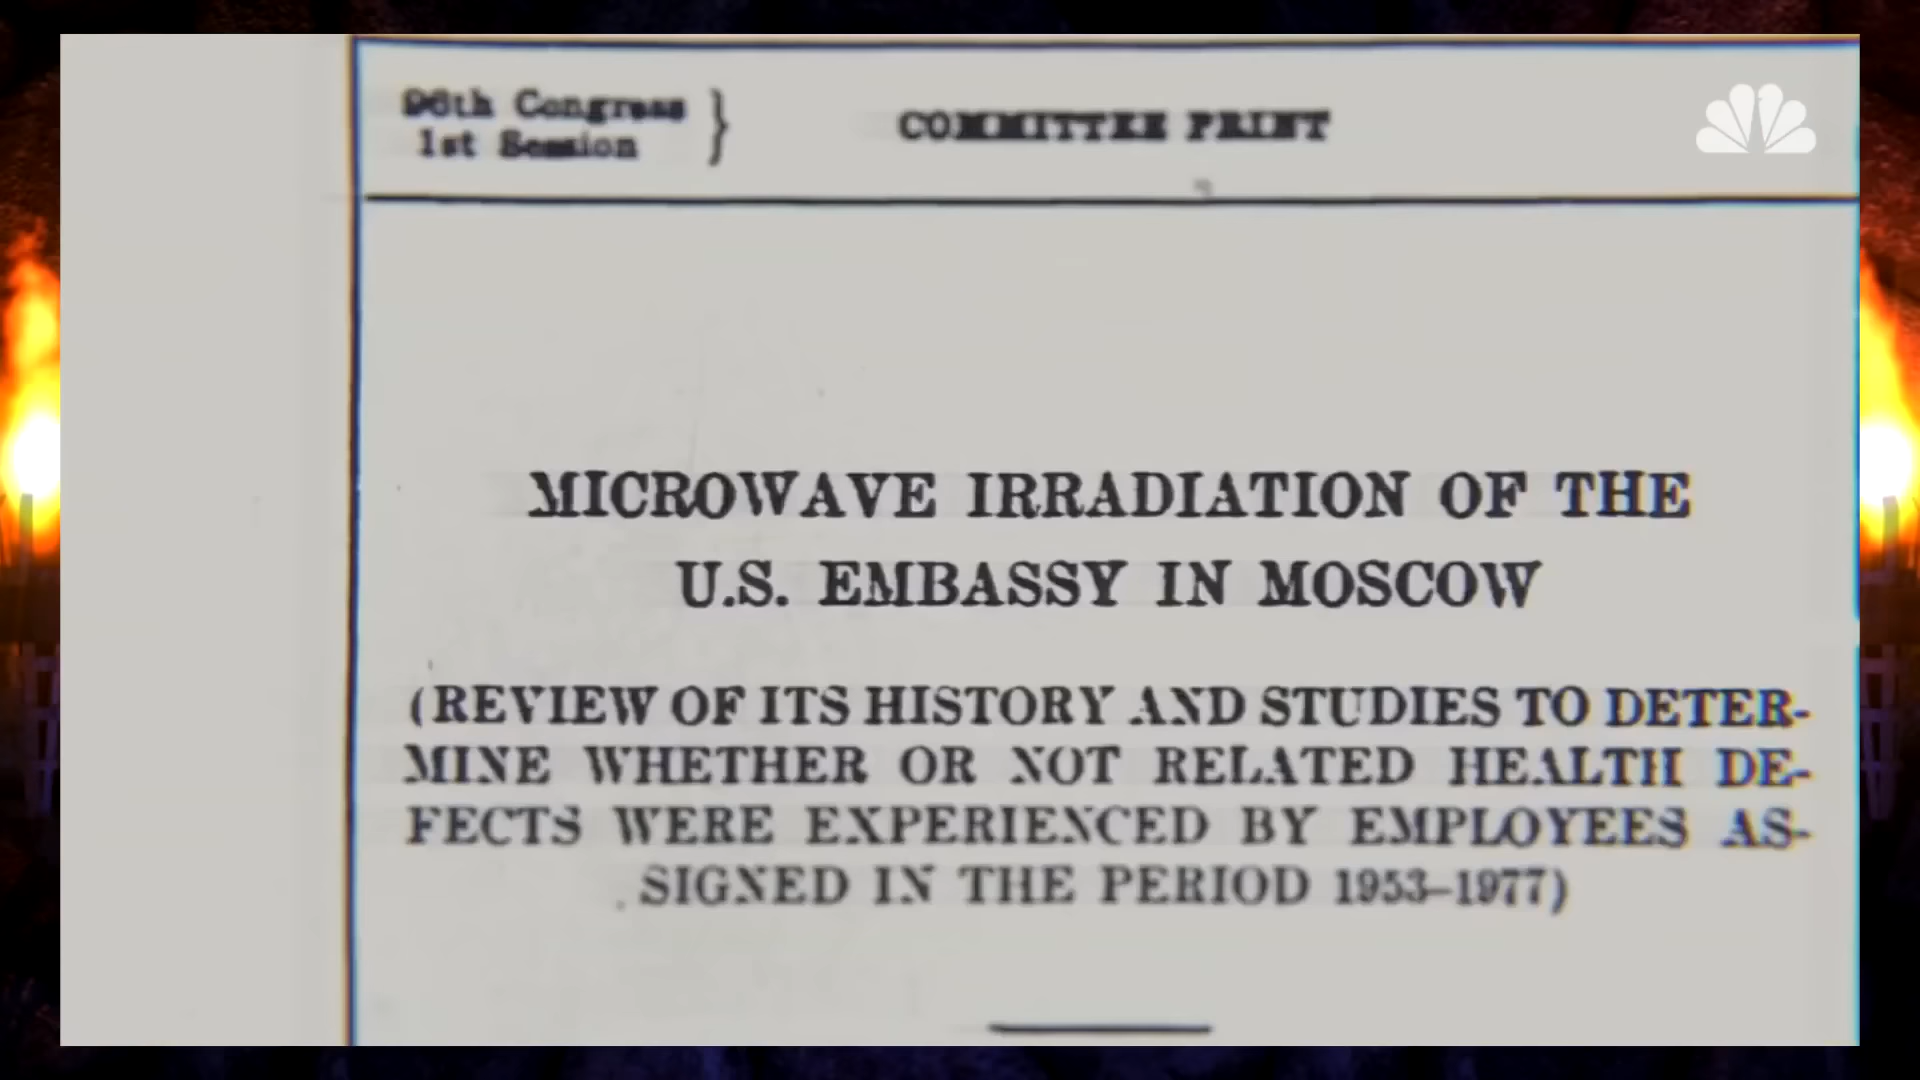 96th Congress
1st Session
COMMITTEE PRINT
MICROWAVE IRRADIATION OF THE
U.S. EMBASSY IN MOSCOW
(REVIEW OF ITS HISTORY AND STUDIES TO DETER-
MINE WHETHER OR NOT RELATED HEALTH DE-
FECTS WERE EXPERIENCED BY EMPLOYEES AS-
SIGNED IN THE PERIOD 1953–1977)